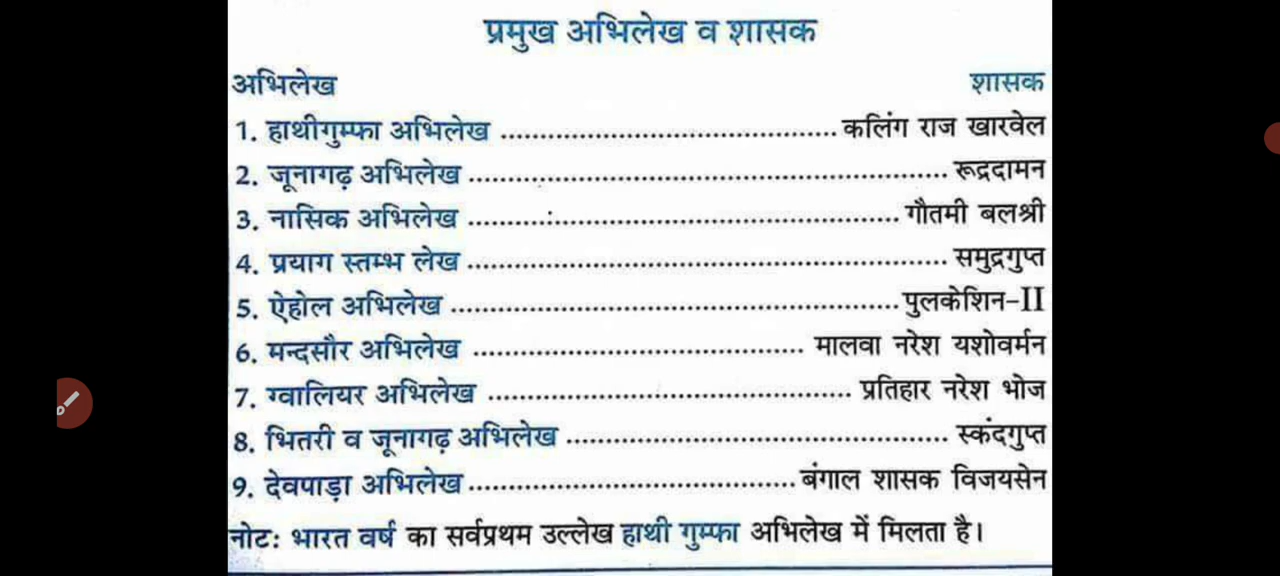 प्रमुख अभिलेख व शासक
अभिलेख शासक
1. हाथीगुम्फा अभिलेख ........................................ कलिंग राज खारवेल
2. जूनागढ़ अभिलेख ........................................ रूद्रदामन
3. नासिक अभिलेख ........................................ गौतमी बलश्री
4. प्रयाग स्तम्भ लेख ........................................ समुद्रगुप्त
5. ऐहोल अभिलेख ........................................ पुलकेशिन-II
6. मन्दसौर अभिलेख ........................................ मालवा नरेश यशोवर्मन
7. ग्वालियर अभिलेख ........................................ प्रतिहार नरेश भोज
8. भितरी व जूनागढ़ अभिलेख ........................................ स्कंदगुप्त
9. देवपाड़ा अभिलेख ........................................ बंगाल शासक विजयसेन
नोट: भारत वर्ष का सर्वप्रथम उल्लेख हाथी गुम्फा अभिलेख में मिलता है।